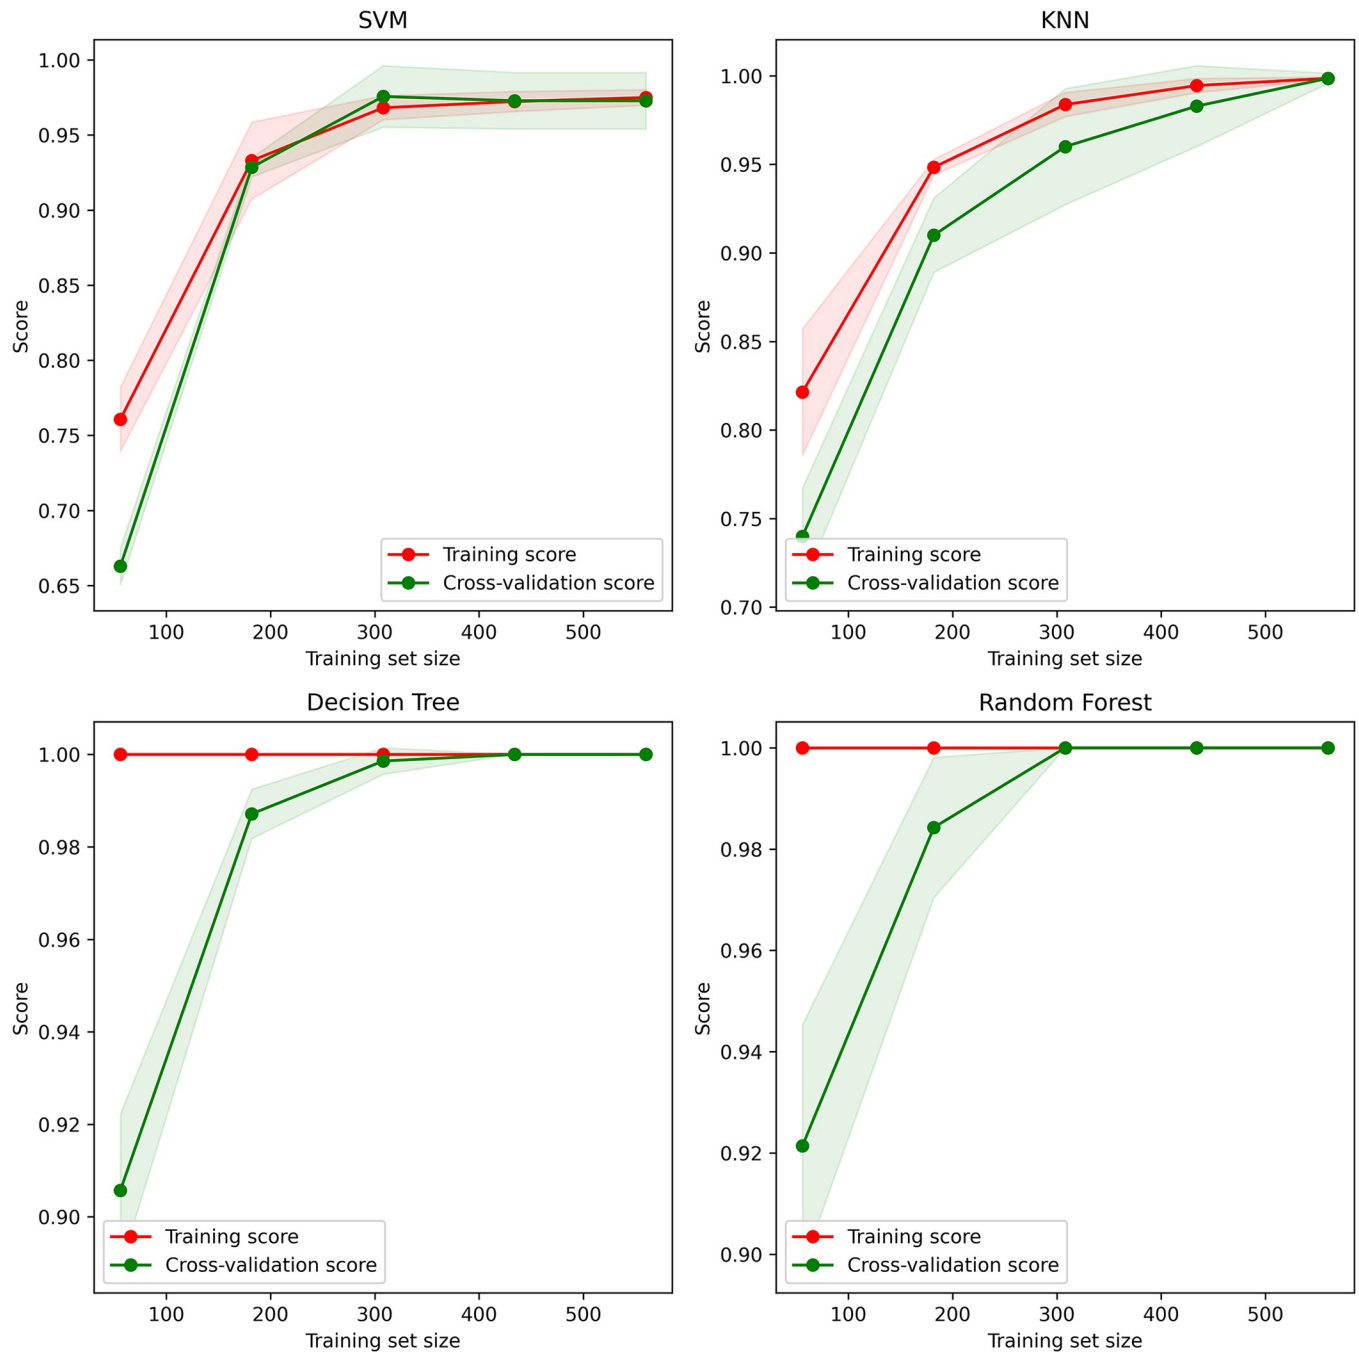 SVM
1.00
0.95
0.90
0.85
0.80
0.75
0.70
0.65
Score
Training score
Cross-validation score
100 200 300 400 500
Training set size
KNN
1.00
0.95
0.90
0.85
0.80
0.75
0.70
Score
Training score
Cross-validation score
100 200 300 400 500
Training set size
Decision Tree
1.00
0.98
0.96
0.94
0.92
0.90
Score
Training score
Cross-validation score
100 200 300 400 500
Training set size
Random Forest
1.00
0.98
0.96
0.94
0.92
0.90
Score
Training score
Cross-validation score
100 200 300 400 500
Training set size